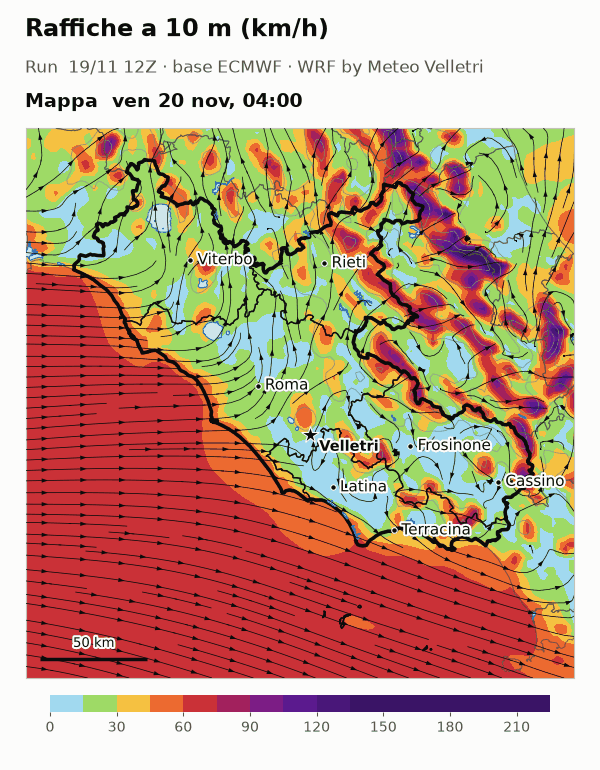 Raffiche a 10 m (km/h)
Run  19/11 12Z · base ECMWF · WRF by Meteo Velletri
Mappa  ven 20 nov, 04:00
Viterbo
Rieti
Roma
Velletri
Frosinone
Cassino
Latina
Terracina
50 km
0 30 60 90 120 150 180 210